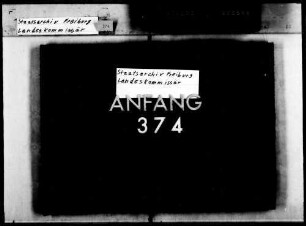 Staatsarchiv Freiburg
Landeskommissär
Staatsarchiv Freiburg
Landeskommissär
ANFANG
374